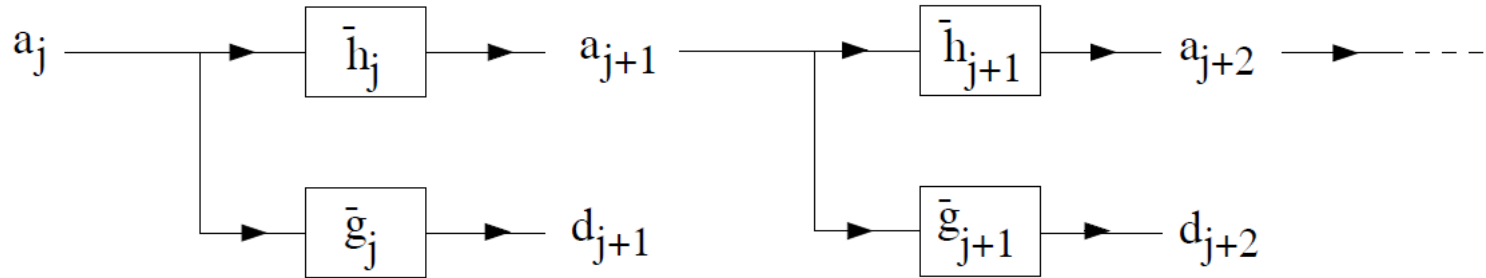 a_j h̄_j a_{j+1} h̄_{j+1} a_{j+2}
ḡ_j d_{j+1} ḡ_{j+1} d_{j+2}